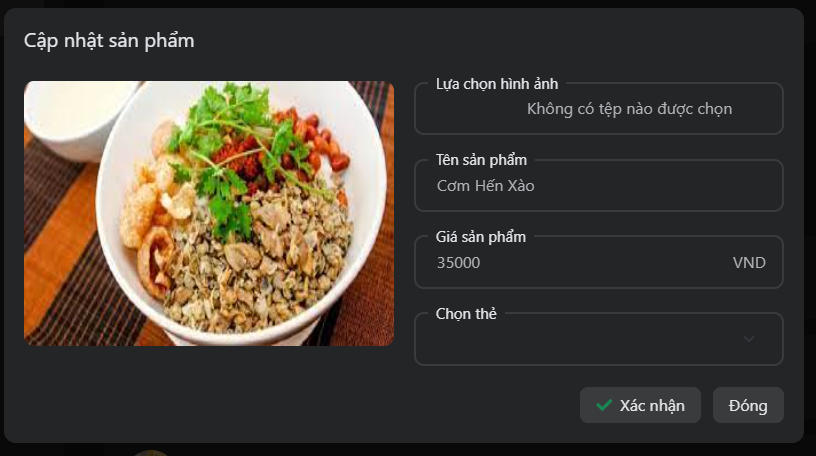 Cập nhật sản phẩm
Lựa chọn hình ảnh
Không có tệp nào được chọn
Tên sản phẩm
Cơm Hến Xào
Giá sản phẩm
35000 VND
Chọn thẻ
Xác nhận Đóng